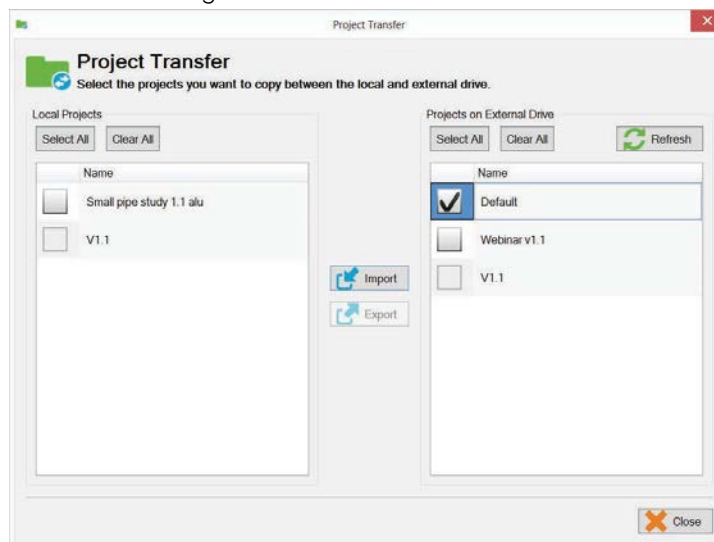 Project Transfer
Project Transfer
Select the projects you want to copy between the local and external drive.
Local Projects
Select All
Clear All
Name
Small pipe study 1.1 alu
V1.1
Import
Export
Projects on External Drive
Select All
Clear All
Refresh
Name
Default
Webinar v1.1
V1.1
Close